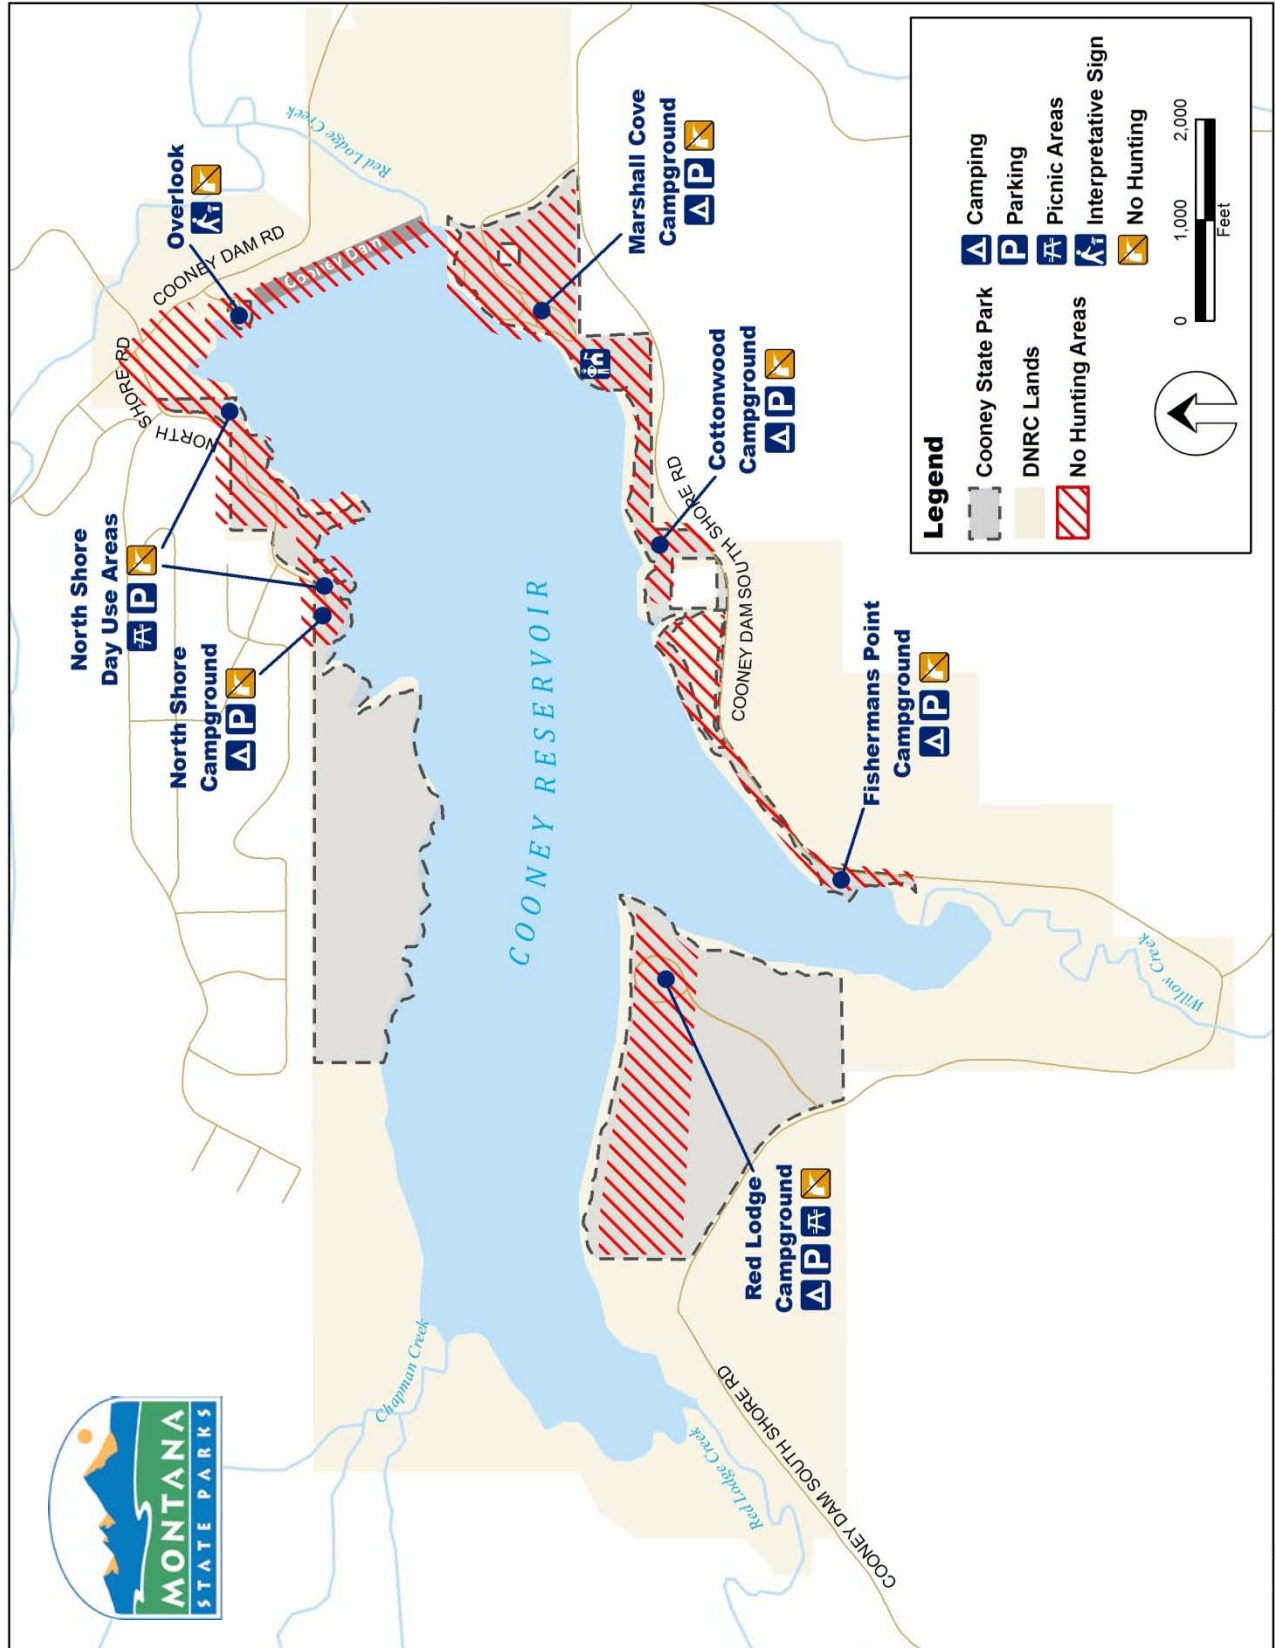 MONTANA
STATE PARKS
North Shore
Day Use Areas
P
North Shore
Campground
P
Overlook
NORTH SHORE RD
COONEY DAM RD
Red Lodge Creek
Cooney Dam
COONEY RESERVOIR
Chapman Creek
Red Lodge Creek
COONEY DAM SOUTH SHORE RD
Red Lodge
Campground
P
Willow Creek
Fishermans Point
Campground
P
COONEY DAM SOUTH SHORE RD
Cottonwood
Campground
P
Marshall Cove
Campground
P
Legend
Cooney State Park
DNRC Lands
No Hunting Areas
Camping
P Parking
Picnic Areas
Interpretative Sign
No Hunting
0 1,000 2,000
Feet